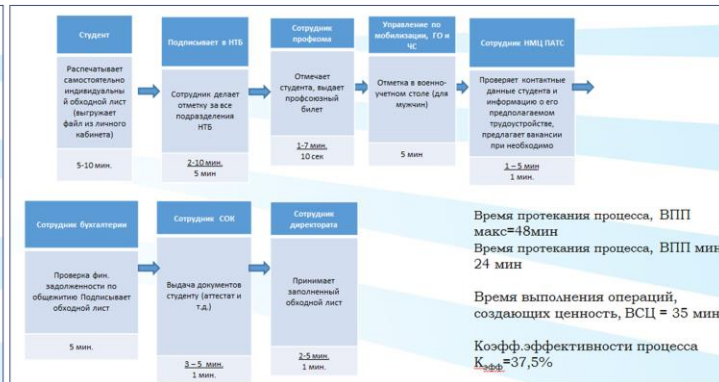 Студент
Распечатывает
самостоятельно
индивидуальны
й обходной лист
(выгружает
файл из личного
кабинета)
5-10 мин.
Подписывает в НТБ
Сотрудник делает
отметку за все
подразделения
НТБ
2-10 мин.
5 мин
Сотрудник
профкома
Отмечает
студента, выдает
профсоюзный
билет
1-7 мин.
10 сек
Управление по
мобилизации, ГО и
ЧС
Отметка в военно-
учетном столе (для
мужчин)
5 мин
Сотрудник НМЦ ПАТС
Проверяет контактные
данные студента и
информацию о его
предполагаемом
трудоустройстве,
предлагает вакансии
при необходимо
1 – 5 мин
1 мин.
Сотрудник бухгалтерии
Проверка фин.
задолженности по
общежитию Подписывает
обходной лист
5 мин.
Сотрудник СОК
Выдача документов
студенту (аттестат и
т.д.)
3 – 5. мин
1 мин.
Сотрудник
директората
Принимает
заполненный
обходной лист
2-5 мин.
1 мин.
Время протекания процесса, ВПП
макс=48мин
Время протекания процесса, ВПП мин
24 мин
Время выполнения операций,
создающих ценность, ВСЦ = 35 мин
Коэфф.эффективности процесса
Kэфф=37,5%